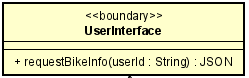 <<boundary>>
UserInterface
+ requestBikeInfo(userId : String) : JSON